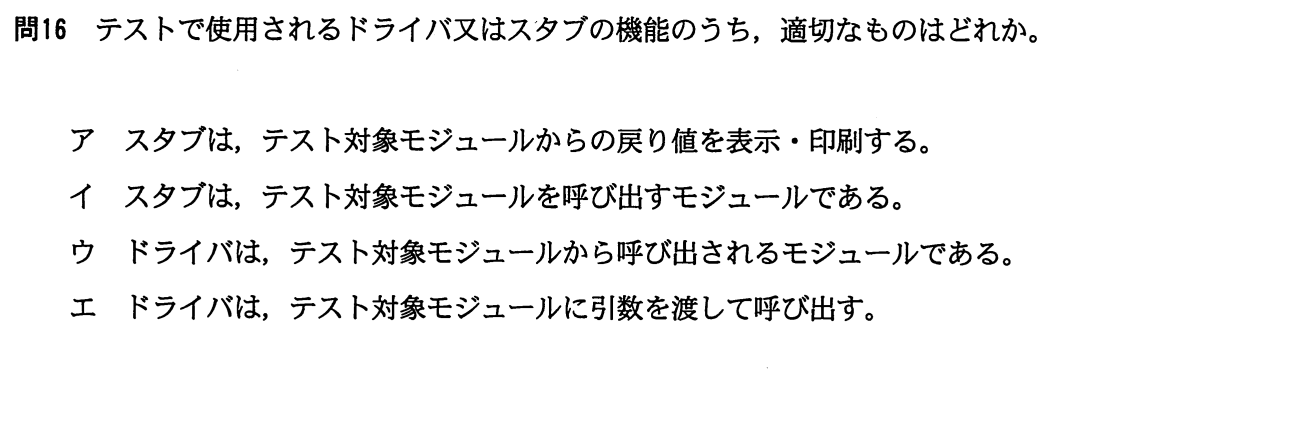 問16　テストで使用されるドライバ又はスタブの機能のうち，適切なものはどれか。
ア　スタブは，テスト対象モジュールからの戻り値を表示・印刷する。
イ　スタブは，テスト対象モジュールを呼び出すモジュールである。
ウ　ドライバは，テスト対象モジュールから呼び出されるモジュールである。
エ　ドライバは，テスト対象モジュールに引数を渡して呼び出す。